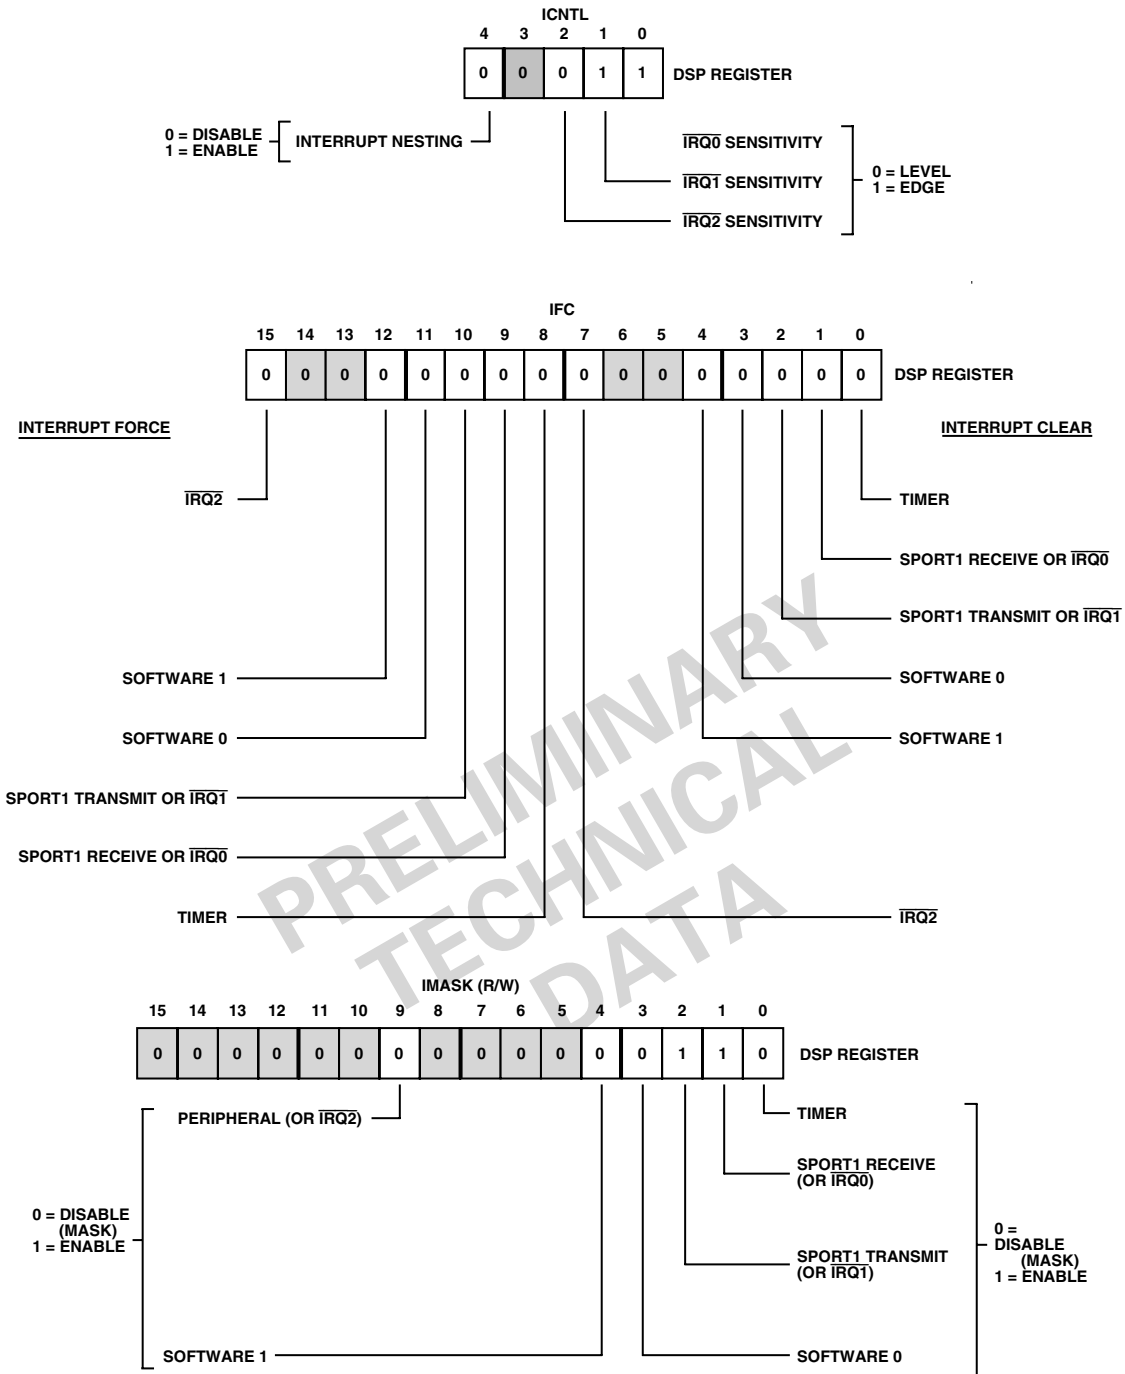 ICNTL
4 3 2 1 0
0 0 0 1 1 DSP REGISTER
0 = DISABLE
1 = ENABLE
INTERRUPT NESTING
IRQ0 SENSITIVITY
IRQ1 SENSITIVITY
IRQ2 SENSITIVITY
0 = LEVEL
1 = EDGE
IFC
15 14 13 12 11 10 9 8 7 6 5 4 3 2 1 0
0 0 0 0 0 0 0 0 0 0 0 0 0 0 0 0 DSP REGISTER
INTERRUPT FORCE
INTERRUPT CLEAR
IRQ2
TIMER
SPORT1 RECEIVE OR IRQ0
SPORT1 TRANSMIT OR IRQ1
SOFTWARE 1
SOFTWARE 0
SOFTWARE 0
SOFTWARE 1
SPORT1 TRANSMIT OR IRQ1
SPORT1 RECEIVE OR IRQ0
TIMER
IRQ2
PRELIMINARY
TECHNICAL
DATA
IMASK (R/W)
15 14 13 12 11 10 9 8 7 6 5 4 3 2 1 0
0 0 0 0 0 0 0 0 0 0 0 0 0 1 1 0 DSP REGISTER
PERIPHERAL (OR IRQ2)
TIMER
SPORT1 RECEIVE
(OR IRQ0)
0 = DISABLE
(MASK)
1 = ENABLE
SPORT1 TRANSMIT
(OR IRQ1)
0 =
DISABLE
(MASK)
1 = ENABLE
SOFTWARE 1
SOFTWARE 0